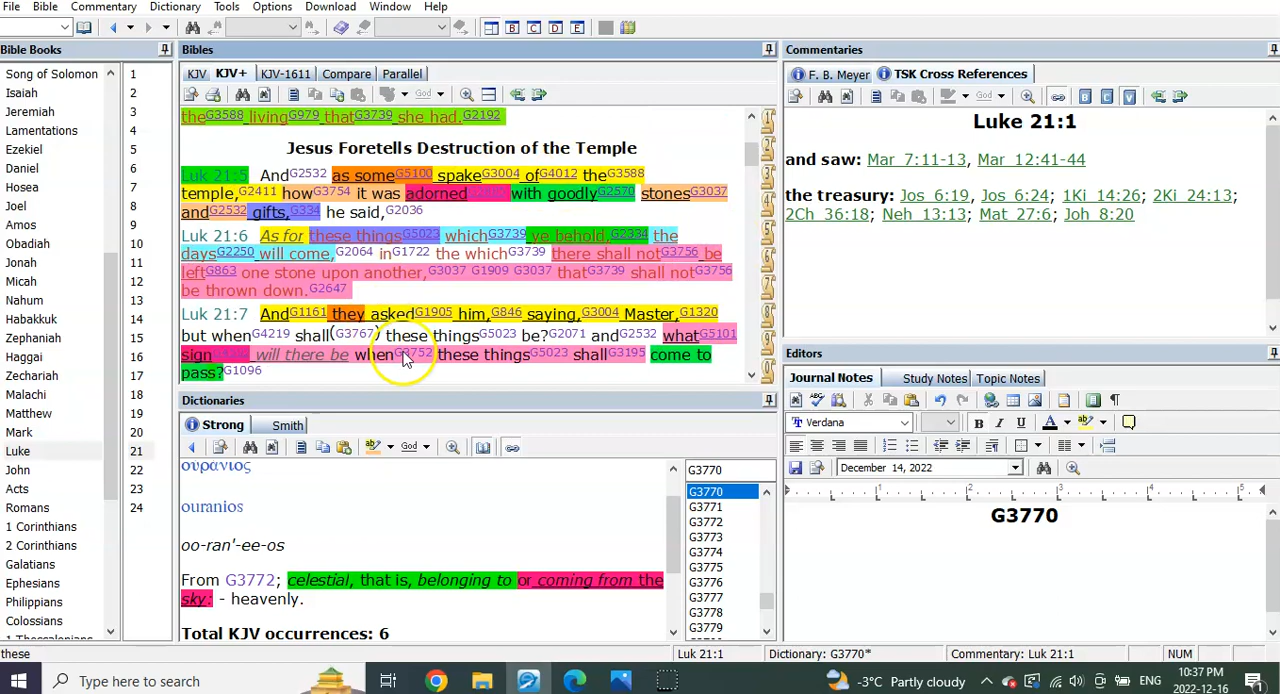 File Bible Commentary Dictionary Tools Options Download Window Help
Bible Books
Song of Solomon
Isaiah
Jeremiah
Lamentations
Ezekiel
Daniel
Hosea
Joel
Amos
Obadiah
Jonah
Micah
Nahum
Habakkuk
Zephaniah
Haggai
Zechariah
Malachi
Matthew
Mark
Luke
John
Acts
Romans
1 Corinthians
2 Corinthians
Galatians
Ephesians
Philippians
Colossians
1 Thessalonians
1
2
3
4
5
6
7
8
9
10
11
12
13
14
15
16
17
18
19
20
21
22
23
24
Bibles
KJV KJV+ KJV-1611 Compare Parallel
the G3588 living G979 that G3739 she had. G2192
Jesus Foretells Destruction of the Temple
Luk 21:5 And G2532 as some G5100 spake G3004 of G4012 the G3588
temple, G2411 how G3754 it was adorned with goodly G2570 stones G3037
and G2532 gifts, G334 he said, G2036
Luk 21:6 As for these things G5023 which G3739 ye behold, G2334 the
days G2250 will come, G2064 in G1722 the which G3739 there shall not G3756 be
left G863 one stone upon another, G3037 G1909 G3037 that G3739 shall not G3756
be thrown down. G2647
Luk 21:7 And G1161 they asked G1905 him, G846 saying, G3004 Master, G1320
but when G4219 shall (G3767) these things G5023 be? G2071 and G2532 what G5101
sign G4592 will there be when G3752 these things G5023 shall G3195 come to
pass? G1096
Dictionaries
Strong Smith
God
G3770
οὐράνιος
ouranios
oo-ran'-ee-os
From G3772; celestial, that is, belonging to or coming from the
sky: - heavenly.
Total KJV occurrences: 6
G3770
G3771
G3772
G3773
G3774
G3775
G3776
G3777
G3778
G3779
Commentaries
F. B. Meyer TSK Cross References
Luke 21:1
and saw: Mar 7:11-13, Mar 12:41-44
the treasury: Jos 6:19, Jos 6:24; 1Ki 14:26; 2Ki 24:13;
2Ch 36:18; Neh 13:13; Mat 27:6; Joh 8:20
Editors
Journal Notes Study Notes Topic Notes
Verdana
December 14, 2022
1 2 3 4 5
G3770
these Luk 21:1 Dictionary: G3770* Commentary: Luk 21:1 NUM
Type here to search
-3°C Partly cloudy ENG
10:37 PM
2022-12-16